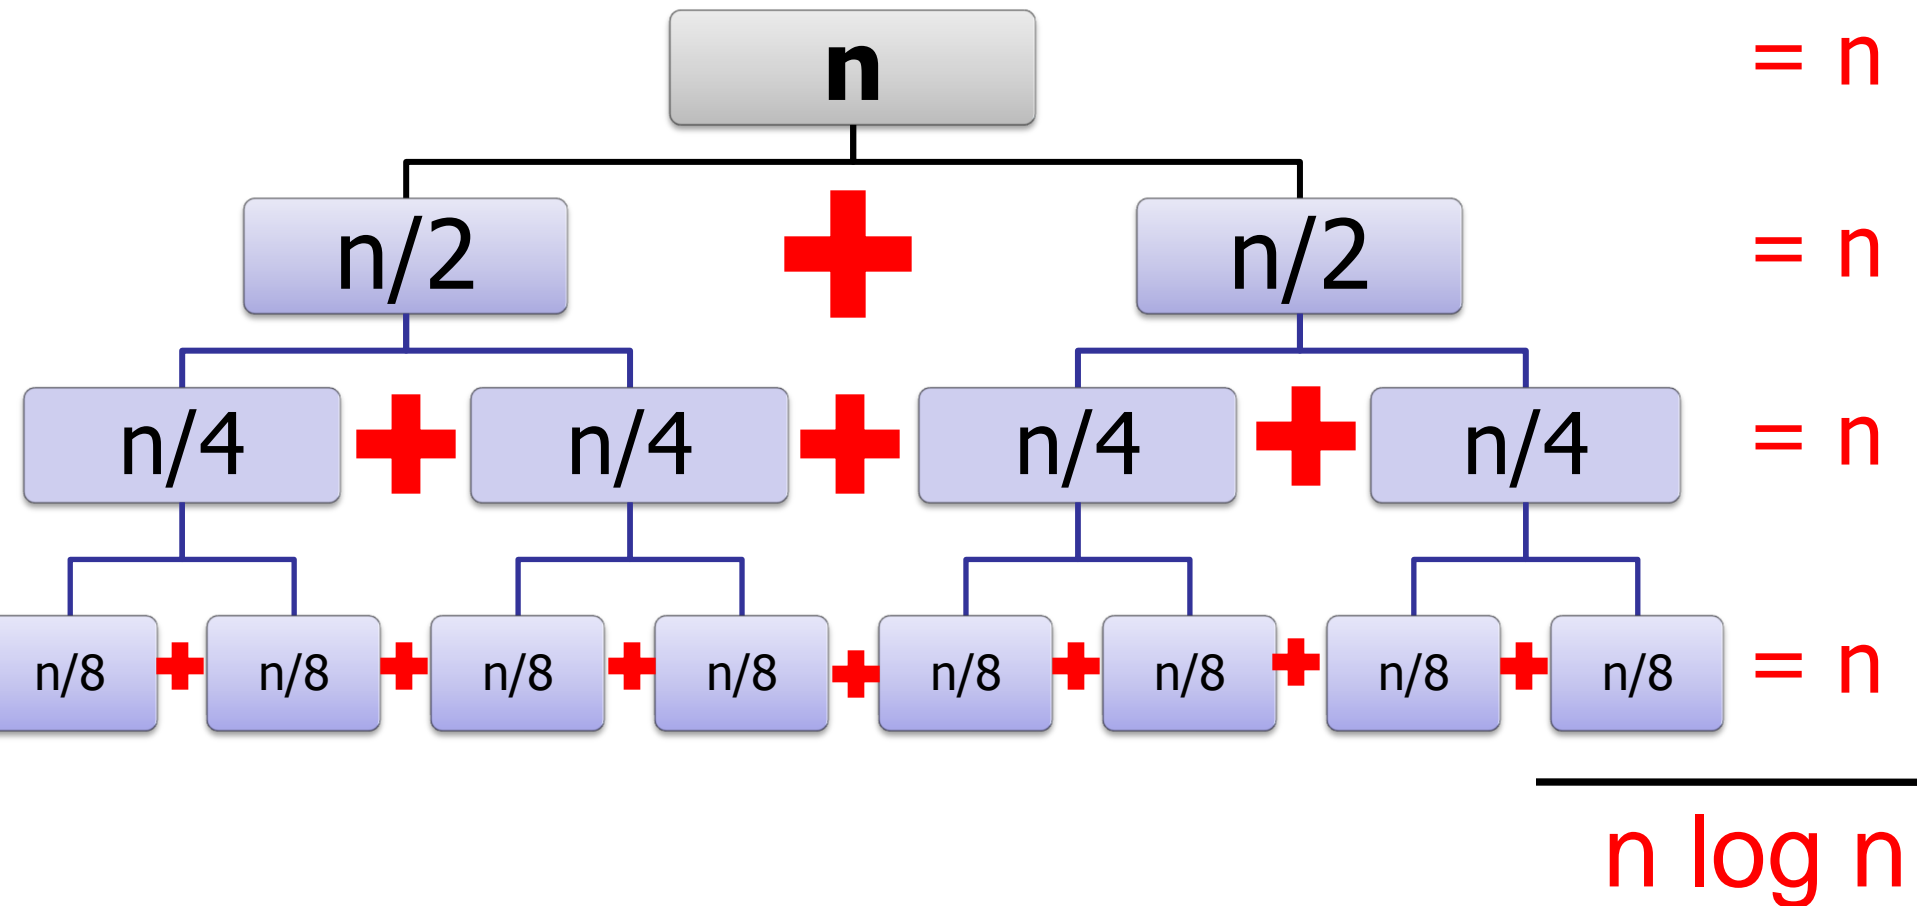 n = n
n/2 + n/2 = n
n/4 + n/4 + n/4 + n/4 = n
n/8 + n/8 + n/8 + n/8 + n/8 + n/8 + n/8 + n/8 = n
n log n